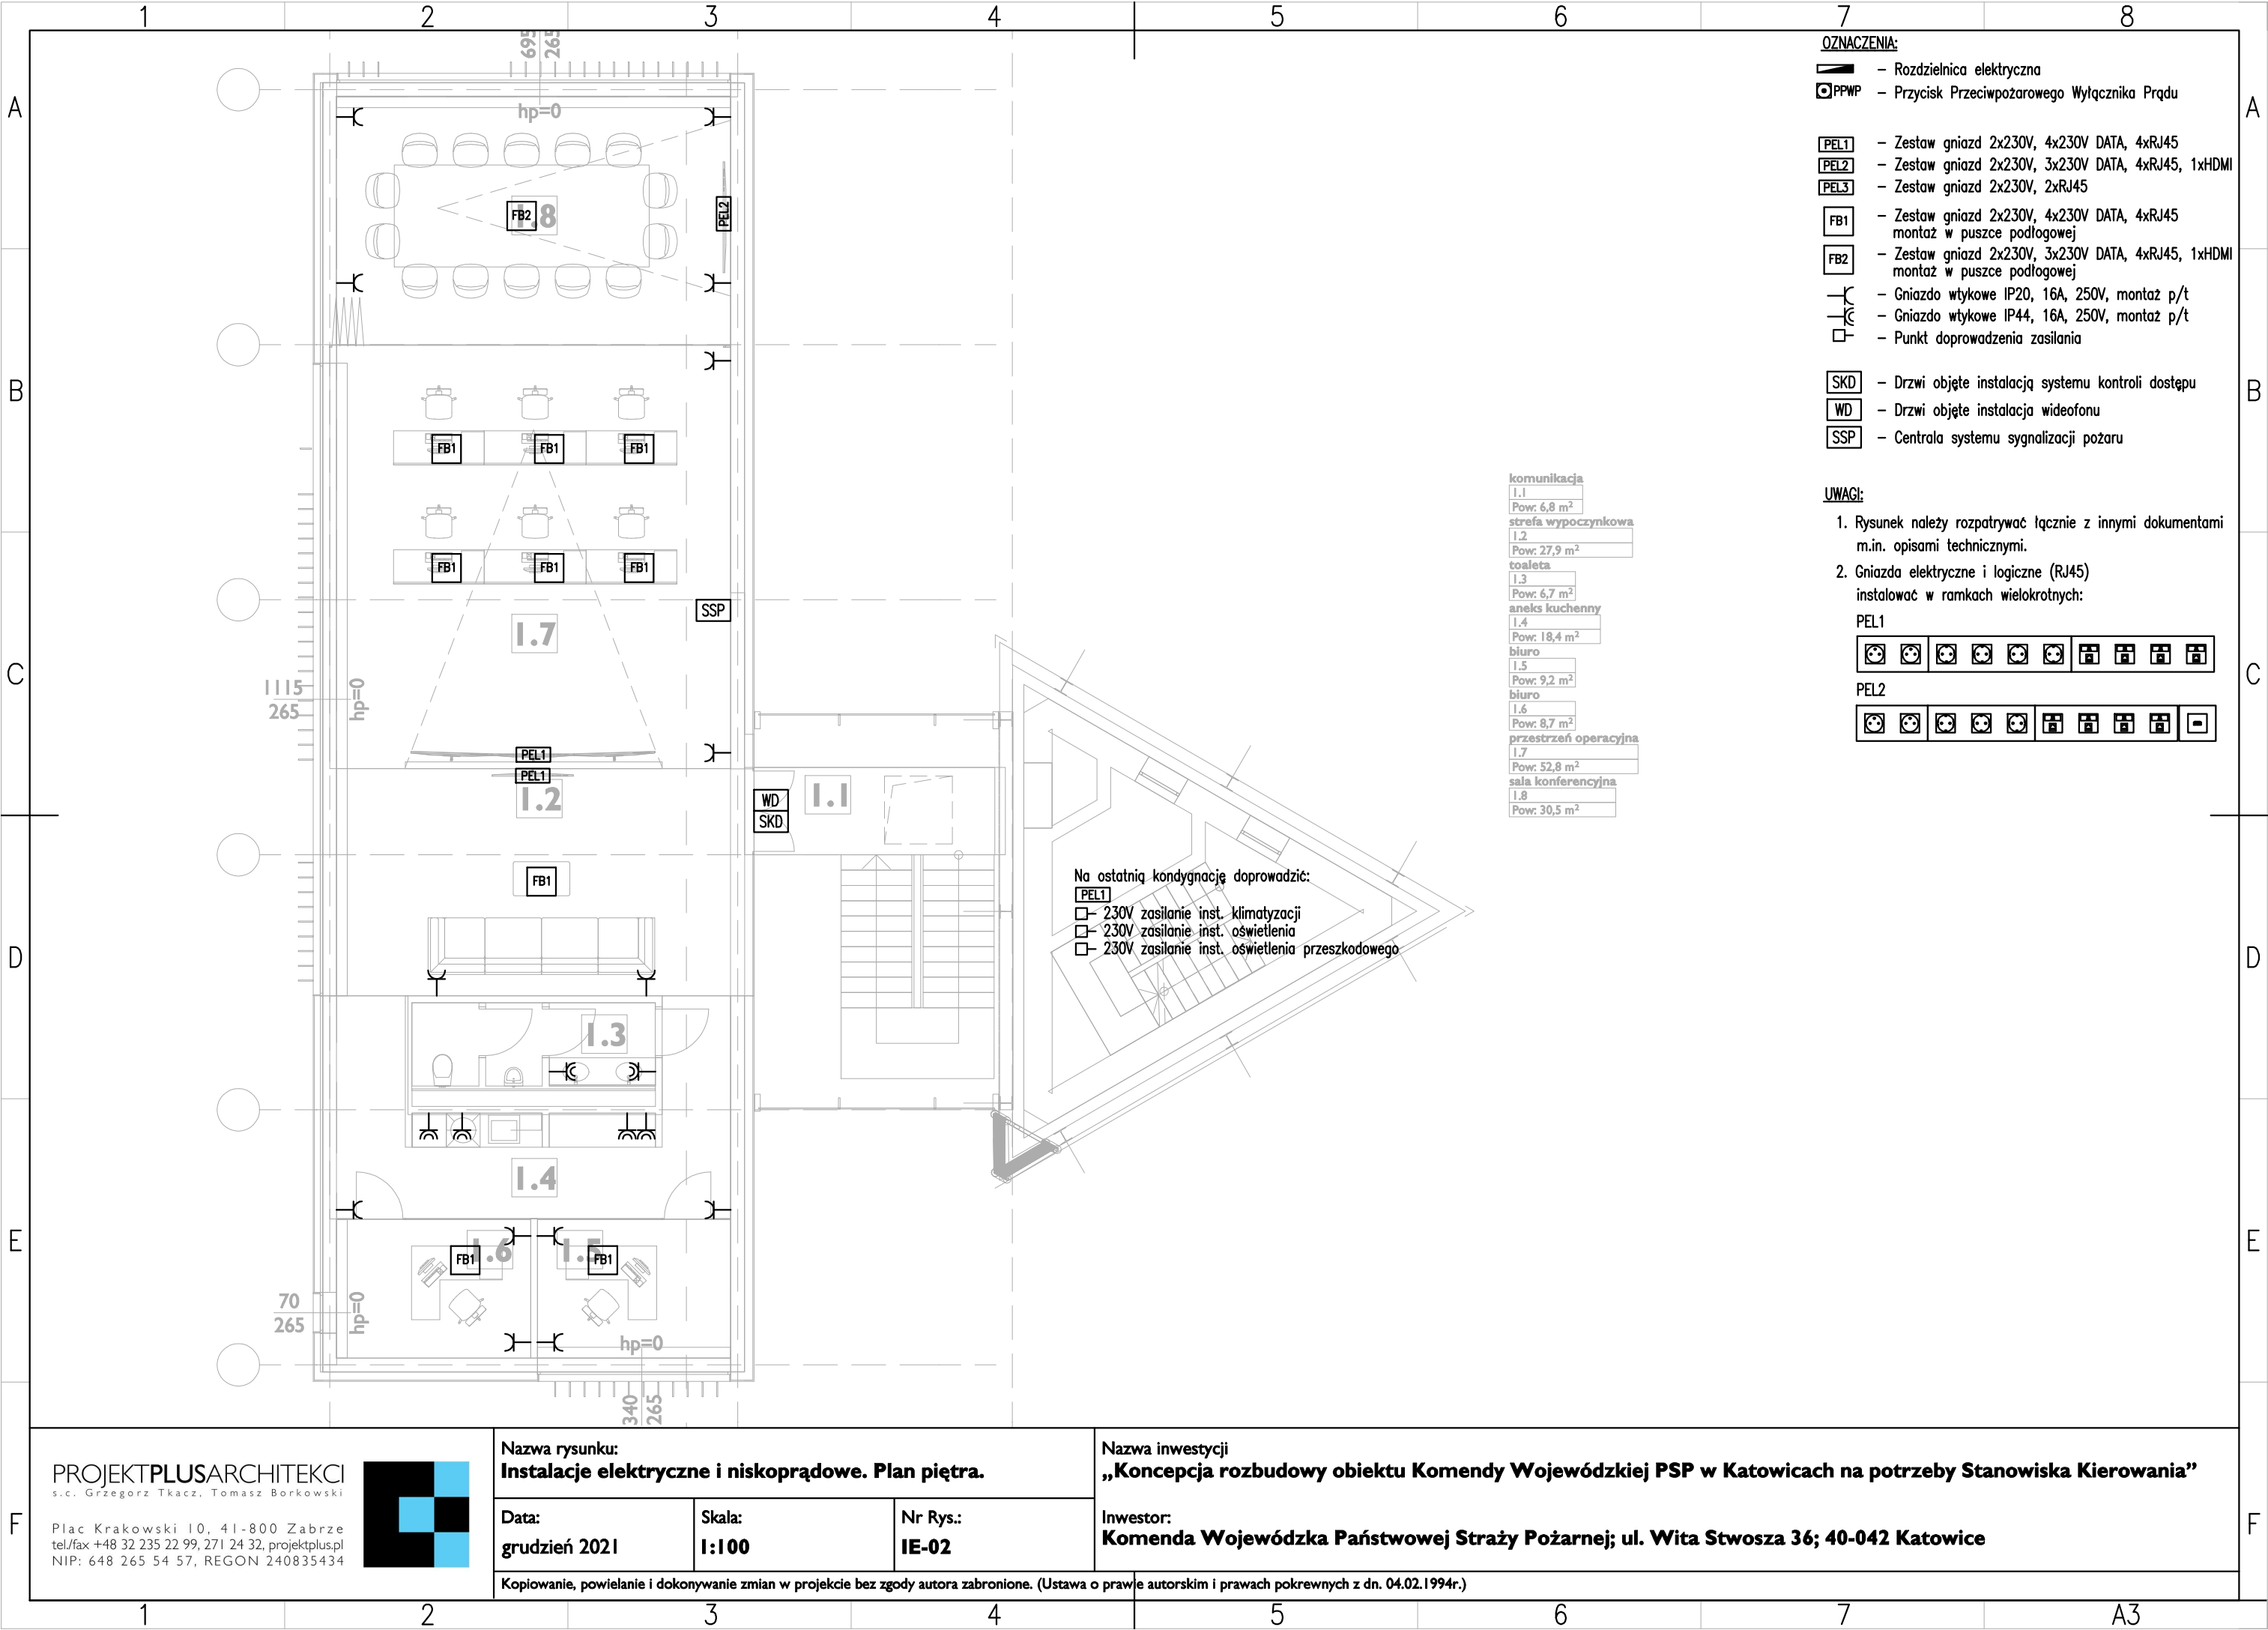 1 2 3 4 5 6 7 8
A
B
C
D
E
F
A
B
C
D
E
F
695
265
hp=0
FB2
1.8
PEL2
FB1 FB1 FB1
FB1 FB1 FB1
SSP
1.7
1115
265
hp=0
PEL1
PEL1
1.2
WD
SKD
1.1
FB1
Na ostatnią kondygnację doprowadzić:
PEL1
230V zasilanie inst. klimatyzacji
230V zasilanie inst. oświetlenia
230V zasilanie inst. oświetlenia przeszkodowego
1.3
1.4
1.6 1.5
FB1 FB1
70
265
hp=0
hp=0
340
265
komunikacja
1.1
Pow: 6,8 m²
strefa wypoczynkowa
1.2
Pow: 27,9 m²
toaleta
1.3
Pow: 6,7 m²
aneks kuchenny
1.4
Pow: 18,4 m²
biuro
1.5
Pow: 9,2 m²
biuro
1.6
Pow: 8,7 m²
przestrzeń operacyjna
1.7
Pow: 52,8 m²
sala konferencyjna
1.8
Pow: 30,5 m²
OZNACZENIA:
– Rozdzielnica elektryczna
PPWP – Przycisk Przeciwpożarowego Wyłącznika Prądu
PEL1 – Zestaw gniazd 2x230V, 4x230V DATA, 4xRJ45
PEL2 – Zestaw gniazd 2x230V, 3x230V DATA, 4xRJ45, 1xHDMI
PEL3 – Zestaw gniazd 2x230V, 2xRJ45
FB1 – Zestaw gniazd 2x230V, 4x230V DATA, 4xRJ45
montaż w puszce podłogowej
FB2 – Zestaw gniazd 2x230V, 3x230V DATA, 4xRJ45, 1xHDMI
montaż w puszce podłogowej
– Gniazdo wtykowe IP20, 16A, 250V, montaż p/t
– Gniazdo wtykowe IP44, 16A, 250V, montaż p/t
– Punkt doprowadzenia zasilania
SKD – Drzwi objęte instalacją systemu kontroli dostępu
WD – Drzwi objęte instalacja wideofonu
SSP – Centrala systemu sygnalizacji pożaru
UWAGI:
1. Rysunek należy rozpatrywać łącznie z innymi dokumentami
m.in. opisami technicznymi.
2. Gniazda elektryczne i logiczne (RJ45)
instalować w ramkach wielokrotnych:
PEL1
PEL2
PROJEKTPLUSARCHITEKCI
s.c. Grzegorz Tkacz, Tomasz Borkowski
Plac Krakowski 10, 41-800 Zabrze
tel./fax +48 32 235 22 99, 271 24 32, projektplus.pl
NIP: 648 265 54 57, REGON 240835434
Nazwa rysunku:
Instalacje elektryczne i niskoprądowe. Plan piętra.
Data:
grudzień 2021
Skala:
1:100
Nr Rys.:
IE-02
Nazwa inwestycji
„Koncepcja rozbudowy obiektu Komendy Wojewódzkiej PSP w Katowicach na potrzeby Stanowiska Kierowania”
Inwestor:
Komenda Wojewódzka Państwowej Straży Pożarnej; ul. Wita Stwosza 36; 40-042 Katowice
Kopiowanie, powielanie i dokonywanie zmian w projekcie bez zgody autora zabronione. (Ustawa o prawie autorskim i prawach pokrewnych z dn. 04.02.1994r.)
1 2 3 4 5 6 7 A3